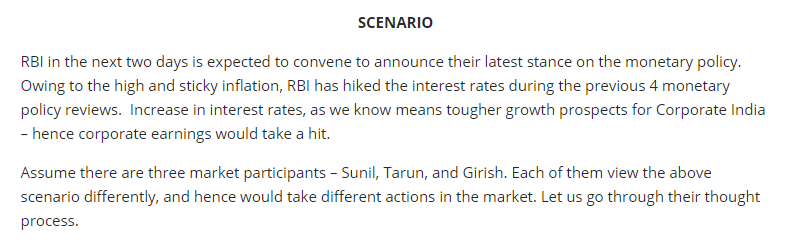 SCENARIO
RBI in the next two days is expected to convene to announce their latest stance on the monetary policy.
Owing to the high and sticky inflation, RBI has hiked the interest rates during the previous 4 monetary
policy reviews.  Increase in interest rates, as we know means tougher growth prospects for Corporate India
– hence corporate earnings would take a hit.
Assume there are three market participants – Sunil, Tarun, and Girish. Each of them view the above
scenario differently, and hence would take different actions in the market. Let us go through their thought
process.